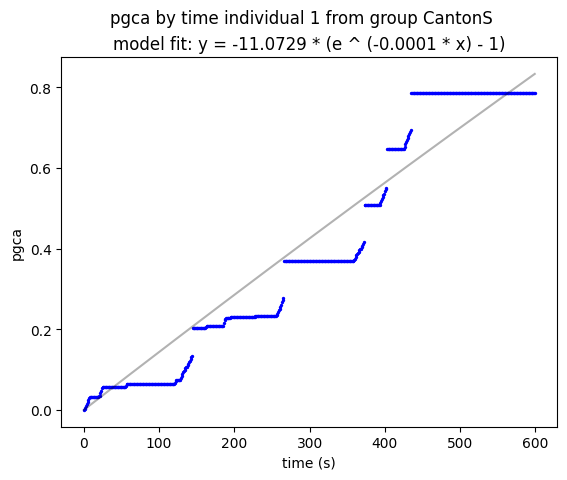 pgca by time individual 1 from group CantonS
model fit: y = -11.0729 * (e ^ (-0.0001 * x) - 1)
0.8
0.6
0.4
0.2
0.0
pgca
0 100 200 300 400 500 600
time (s)